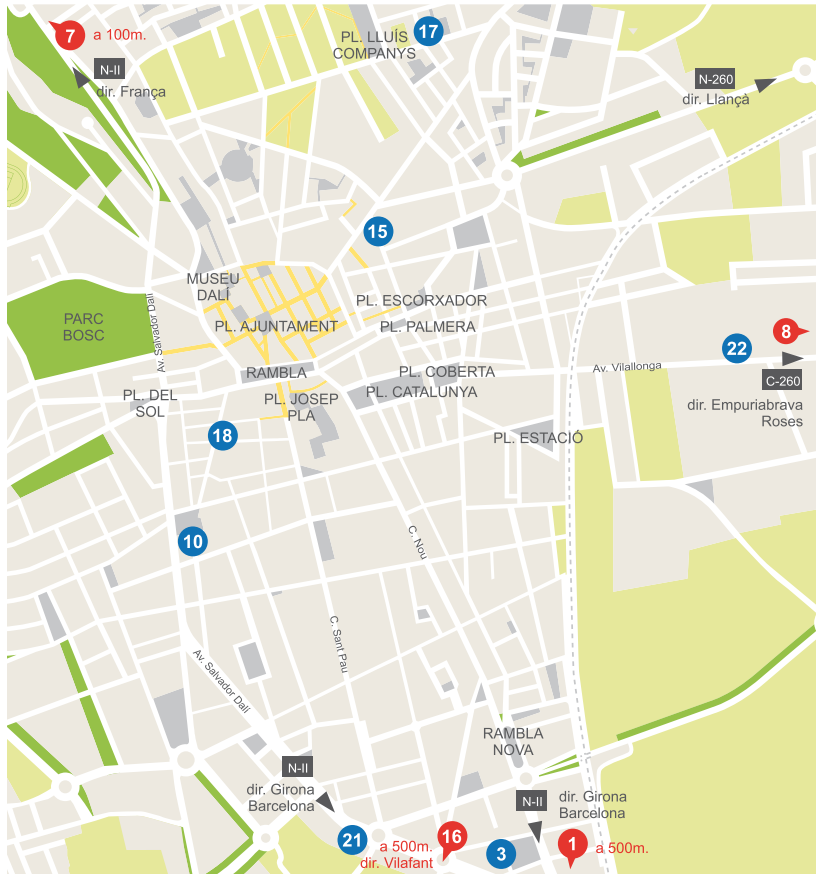 7
a 100m.
N-II
dir. França
PL. LLUÍS
COMPANYS
17
N-260
dir. Llançà
15
MUSEU
DALÍ
PL. ESCORXADOR
PARC
BOSC
Av. Salvador Dalí
PL. AJUNTAMENT
PL. PALMERA
8
22
RAMBLA
PL. COBERTA
Av. Vilallonga
C-260
PL. CATALUNYA
PL. DEL
SOL
PL. JOSEP
PLA
dir. Empuriabrava
Roses
18
PL. ESTACIÓ
10
C. Nou
C. Sant Pau
Av. Salvador Dalí
RAMBLA
NOVA
N-II
dir. Girona
Barcelona
N-II
dir. Girona
Barcelona
21
16
a 500m.
dir. Vilafant
3
1
a 500m.